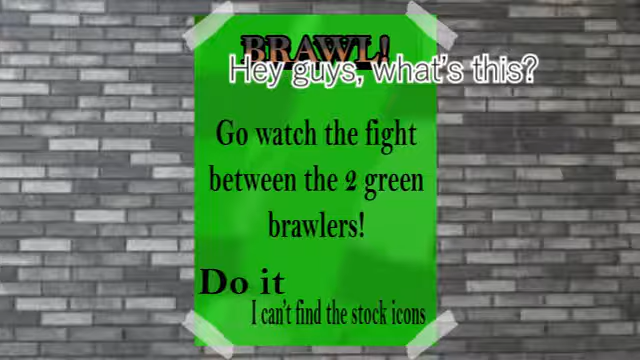 BRAWL!
Hey guys, what's this?
Go watch the fight
between the 2 green
brawlers!
Do it
I can't find the stock icons